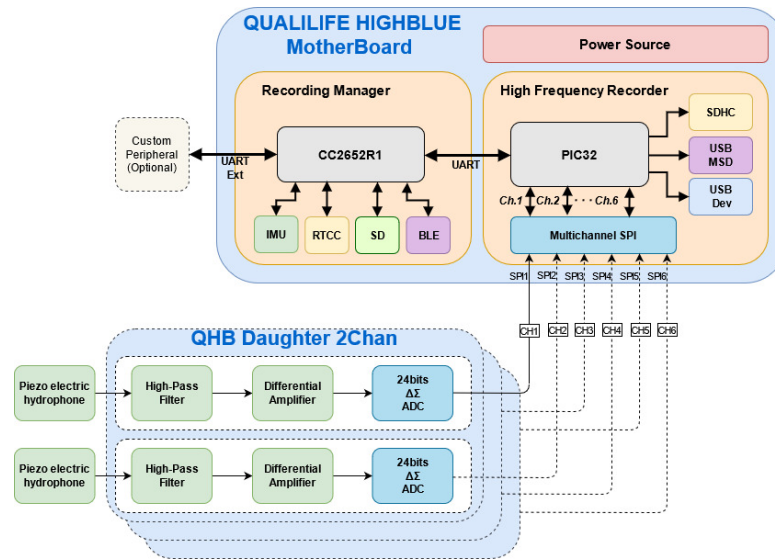 QUALILIFE HIGHBLUE
MotherBoard
Power Source
Recording Manager
High Frequency Recorder
Custom
Peripheral
(Optional)
UART
Ext
CC2652R1
UART
PIC32
SDHC
USB
MSD
USB
Dev
Ch.1
Ch.2
· · · Ch.6
IMU
RTCC
SD
BLE
Multichannel SPI
SPI1
SPI2
SPI3
SPI4
SPI5
SPI6
CH1
CH2
CH3
CH4
CH5
CH6
QHB Daughter 2Chan
Piezo electric
hydrophone
High-Pass
Filter
Differential
Amplifier
24bits
ΔΣ
ADC
Piezo electric
hydrophone
High-Pass
Filter
Differential
Amplifier
24bits
ΔΣ
ADC